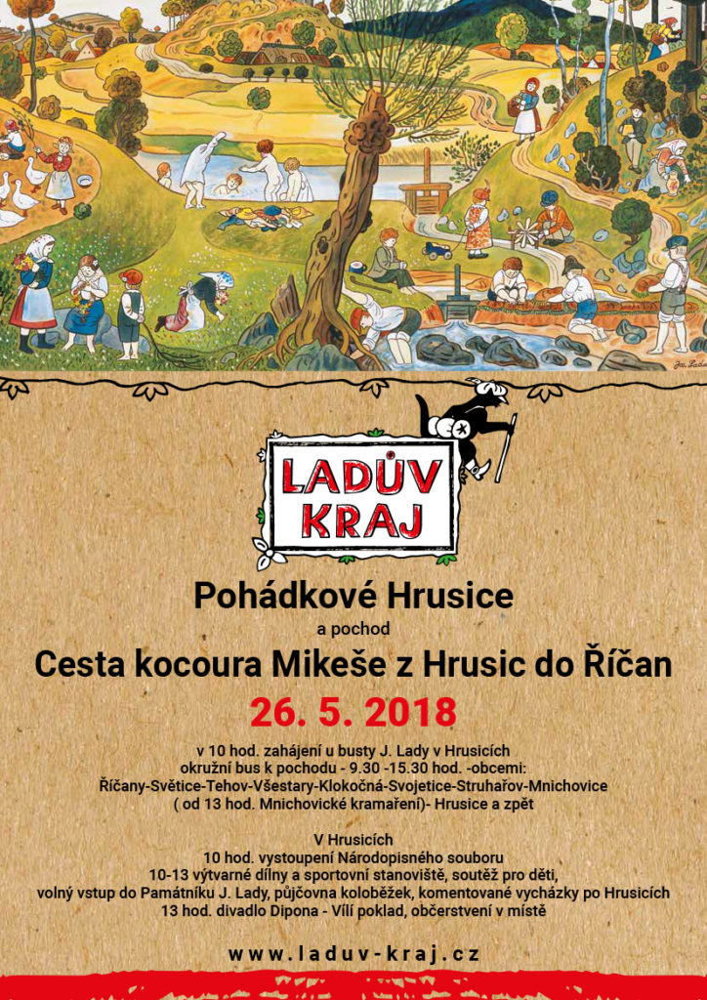 Jos. Lada
LADŮV
KRAJ
Pohádkové Hrusice
a pochod
Cesta kocoura Mikeše z Hrusic do Říčan
26. 5. 2018
v 10 hod. zahájení u busty J. Lady v Hrusicích
okružní bus k pochodu - 9.30 -15.30 hod. -obcemi:
Říčany-Světice-Tehov-Všestary-Klokočná-Svojetice-Struhařov-Mnichovice
( od 13 hod. Mnichovické kramaření)- Hrusice a zpět
V Hrusicích
10 hod. vystoupení Národopisného souboru
10-13 výtvarné dílny a sportovní stanoviště, soutěž pro děti,
volný vstup do Památníku J. Lady, půjčovna koloběžek, komentované vycházky po Hrusicích
13 hod. divadlo Dipona - Vílí poklad, občerstvení v místě
www.laduv-kraj.cz